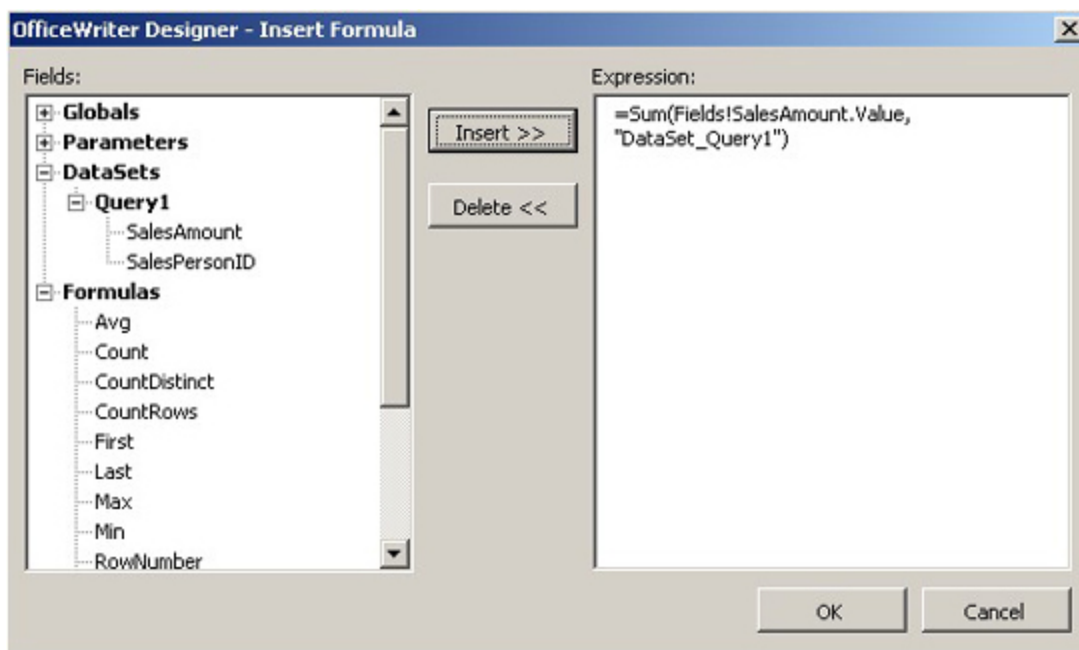 OfficeWriter Designer - Insert Formula
Fields:
Globals
Parameters
DataSets
Query1
SalesAmount
SalesPersonID
Formulas
Avg
Count
CountDistinct
CountRows
First
Last
Max
Min
RowNumber
Insert >>
Delete <<
Expression:
=Sum(Fields!SalesAmount.Value,
"DataSet_Query1")
OK
Cancel